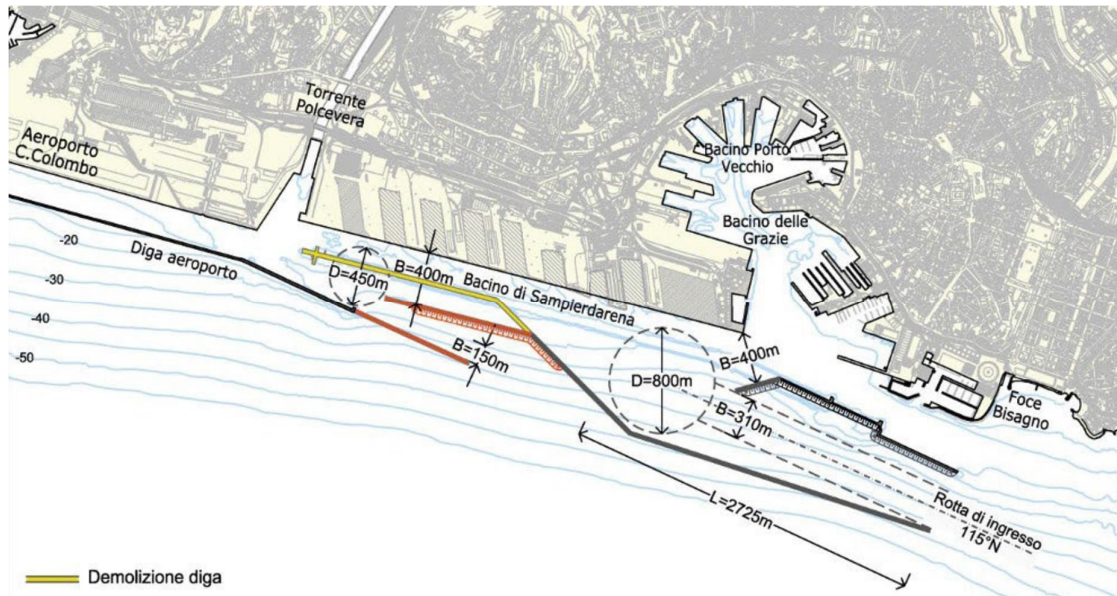 Torrente
Polcevera
Aeroporto
C.Colombo
Bacino Porto
Vecchio
Bacino delle
Grazie
-20
-30
-40
-50
Diga aeroporto
D=450m
B=400m
Bacino di Sampierdarena
B=150m
D=800m
B=400m
B=310m
Foce
Bisagno
L=2725m
Rotta di ingresso
115°N
Demolizione diga